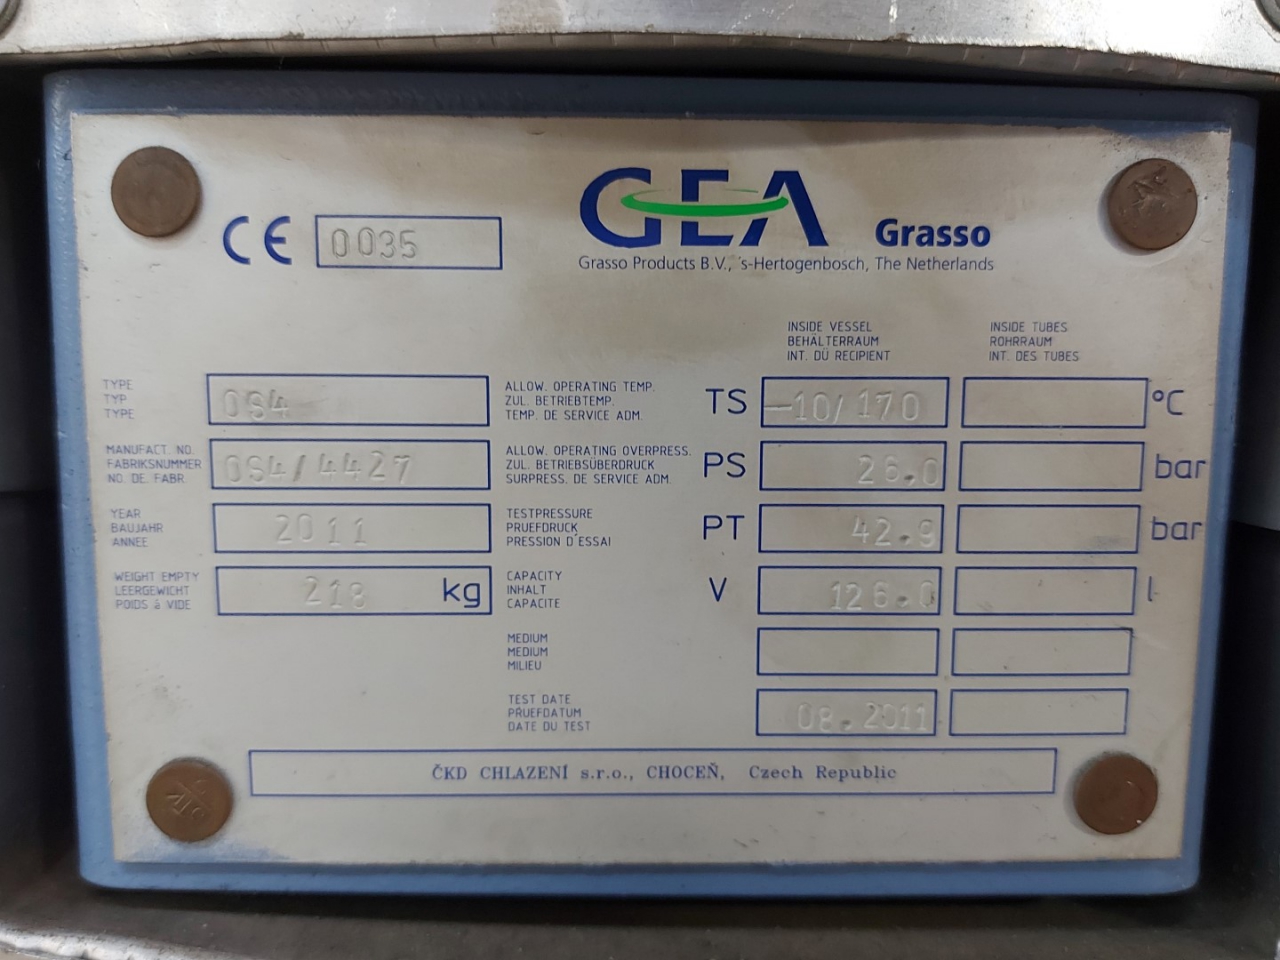 CE 0035
GEA Grasso
Grasso Products B.V., 's-Hertogenbosch, The Netherlands
INSIDE VESSEL
BEHÄLTERRAUM
INT. DÜ RECIPIENT
INSIDE TUBES
ROHRRAUM
INT. DES TUBES
TYPE
TYP
TYPE
OS4
ALLOW. OPERATING TEMP.
ZUL. BETRIEBTEMP.
TEMP. DE SERVICE ADM.
TS
-10/170
°C
MANUFACT. NO.
FABRIKSNUMMER
NO. DE. FABR.
OS4/4427
ALLOW. OPERATING OVERPRESS.
ZUL. BETRIEBSÜBERDRUCK
SURPRESS. DE SERVICE ADM.
PS
26.0
bar
YEAR
BAUJAHR
ANNEE
2011
TESTPRESSURE
PRUEFDRUCK
PRESSION D'ESSAI
PT
42.9
bar
WEIGHT EMPTY
LEERGEWICHT
POIDS à VIDE
218 kg
CAPACITY
INHALT
CAPACITE
V
126.0
l
MEDIUM
MEDIUM
MILIEU
TEST DATE
PRUEFDATUM
DATE DU TEST
08.2011
ČKD CHLAZENÍ s.r.o., CHOCEŇ, Czech Republic